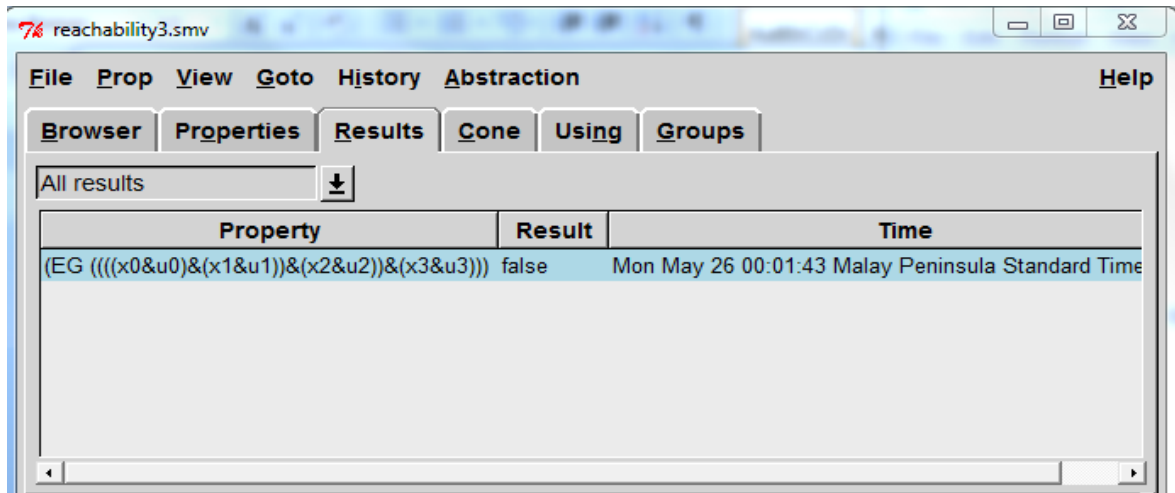 reachability3.smv
File Prop View Goto History Abstraction Help
Browser Properties Results Cone Using Groups
All results
Property Result Time
(EG ((((x0&u0)&(x1&u1))&(x2&u2))&(x3&u3))) false Mon May 26 00:01:43 Malay Peninsula Standard Time